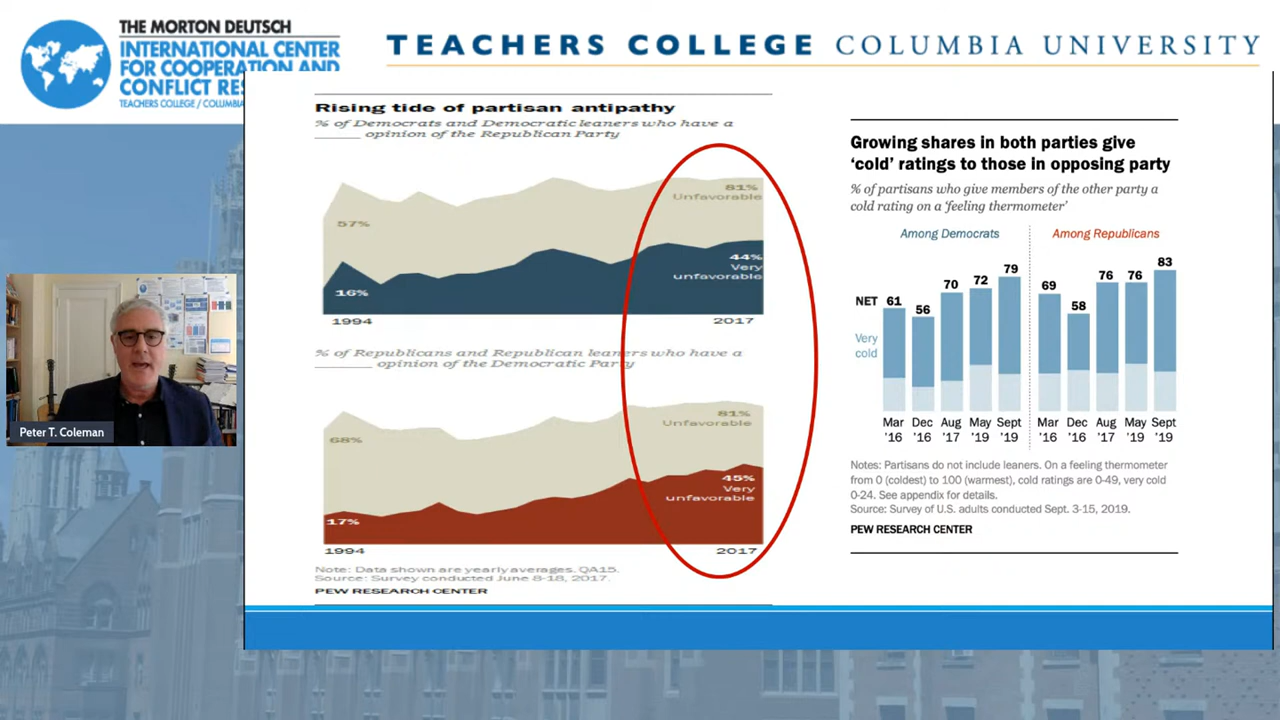 THE MORTON DEUTSCH
INTERNATIONAL CENTER
FOR COOPERATION AND
CONFLICT RES
TEACHERS COLLEGE / COLUMBIA
TEACHERS COLLEGE COLUMBIA UNIVERSITY
Rising tide of partisan antipathy
% of Democrats and Democratic leaners who have a
______ opinion of the Republican Party
81%
Unfavorable
57%
44%
Very
unfavorable
16%
1994 2017
% of Republicans and Republican leaners who have a
______ opinion of the Democratic Party
81%
Unfavorable
68%
45%
Very
unfavorable
17%
1994 2017
Note: Data shown are yearly averages. QA15.
Source: Survey conducted June 8-18, 2017.
PEW RESEARCH CENTER
Growing shares in both parties give
‘cold’ ratings to those in opposing party
% of partisans who give members of the other party a
cold rating on a ‘feeling thermometer’
Among Democrats Among Republicans
NET 61 56 70 72 79 69 58 76 76 83
Very
cold
Mar Dec Aug May Sept Mar Dec Aug May Sept
'16 '16 '17 '19 '19 '16 '16 '17 '19 '19
Notes: Partisans do not include leaners. On a feeling thermometer
from 0 (coldest) to 100 (warmest), cold ratings are 0-49, very cold
0-24. See appendix for details.
Source: Survey of U.S. adults conducted Sept. 3-15, 2019.
PEW RESEARCH CENTER
Peter T. Coleman